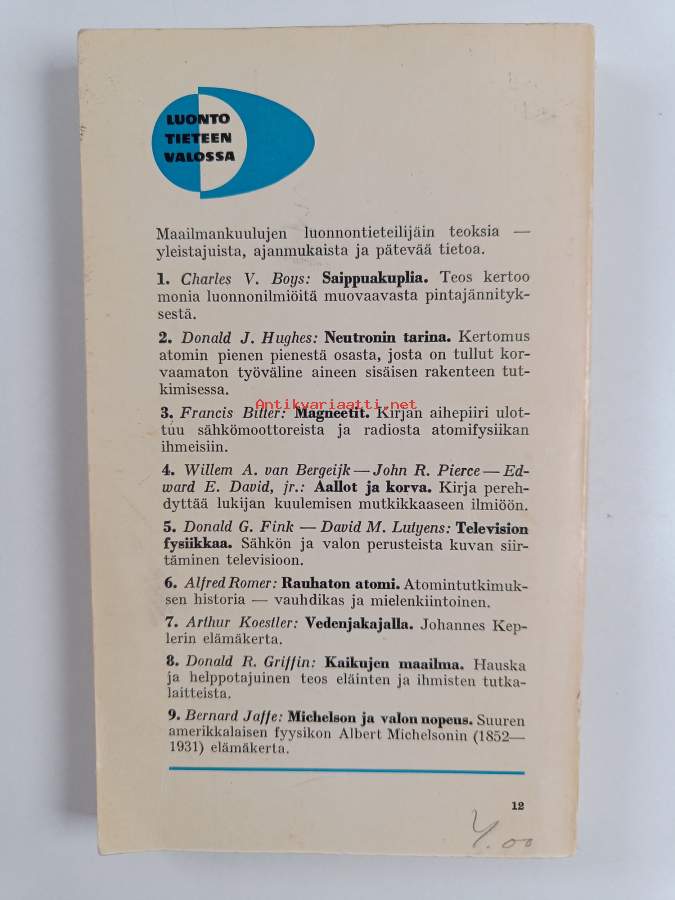 LUONTO
TIETEEN
VALOSSA
Maailmankuulujen luonnontieteilijäin teoksia —
yleistajuista, ajanmukaista ja pätevää tietoa.
1. Charles V. Boys: Saippuakuplia. Teos kertoo
monia luonnonilmiöitä muovaavasta pintajännityk-
sestä.
2. Donald J. Hughes: Neutronin tarina. Kertomus
atomin pienen pienestä osasta, josta on tullut kor-
vaamaton työväline aineen sisäisen rakenteen tut-
kimisessa.
Antikvariaatti.net
3. Francis Bitter: Magneetit. Kirjan aihepiiri ulot-
tuu sähkömoottoreista ja radiosta atomifysiikan
ihmeisiin.
4. Willem A. van Bergeijk — John R. Pierce — Ed-
ward E. David, jr.: Aallot ja korva. Kirja pereh-
dyttää lukijan kuulemisen mutkikkaaseen ilmiöön.
5. Donald G. Fink — David M. Lutyens: Television
fysiikkaa. Sähkön ja valon perusteista kuvan siir-
täminen televisioon.
6. Alfred Romer: Rauhaton atomi. Atomintutkimuk-
sen historia — vauhdikas ja mielenkiintoinen.
7. Arthur Koestler: Vedenjakajalla. Johannes Kep-
lerin elämäkerta.
8. Donald R. Griffin: Kaikujen maailma. Hauska
ja helppotajuinen teos eläinten ja ihmisten tutka-
laitteista.
9. Bernard Jaffe: Michelson ja valon nopeus. Suuren
amerikkalaisen fyysikon Albert Michelsonin (1852—
1931) elämäkerta.
12
4.00